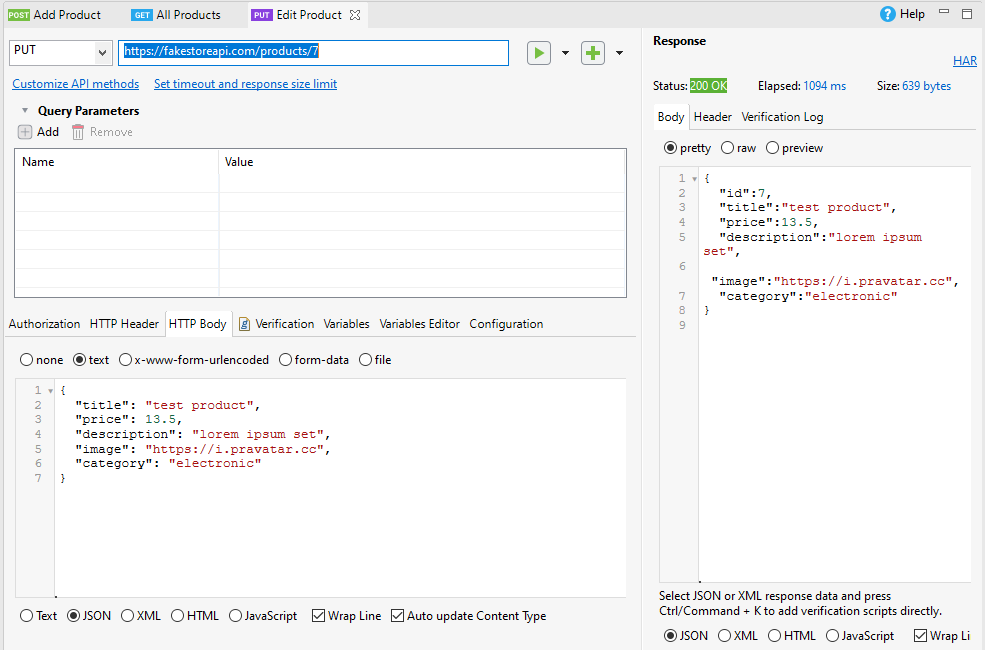 POST Add Product
GET All Products
PUT Edit Product
Help
PUT
https://fakestoreapi.com/products/7
Customize API methods
Set timeout and response size limit
Query Parameters
Add
Remove
Name
Value
Authorization
HTTP Header
HTTP Body
Verification
Variables
Variables Editor
Configuration
none
text
x-www-form-urlencoded
form-data
file
1 {
2 "title": "test product",
3 "price": 13.5,
4 "description": "lorem ipsum set",
5 "image": "https://i.pravatar.cc",
6 "category": "electronic"
7 }
Text
JSON
XML
HTML
JavaScript
Wrap Line
Auto update Content Type
Response
HAR
Status: 200 OK
Elapsed: 1094 ms
Size: 639 bytes
Body
Header
Verification Log
pretty
raw
preview
1 {
2 "id":7,
3 "title":"test product",
4 "price":13.5,
5 "description":"lorem ipsum
set",
6
"image":"https://i.pravatar.cc",
7 "category":"electronic"
8 }
9
Select JSON or XML response data and press
Ctrl/Command + K to add verification scripts directly.
JSON
XML
HTML
JavaScript
Wrap Li